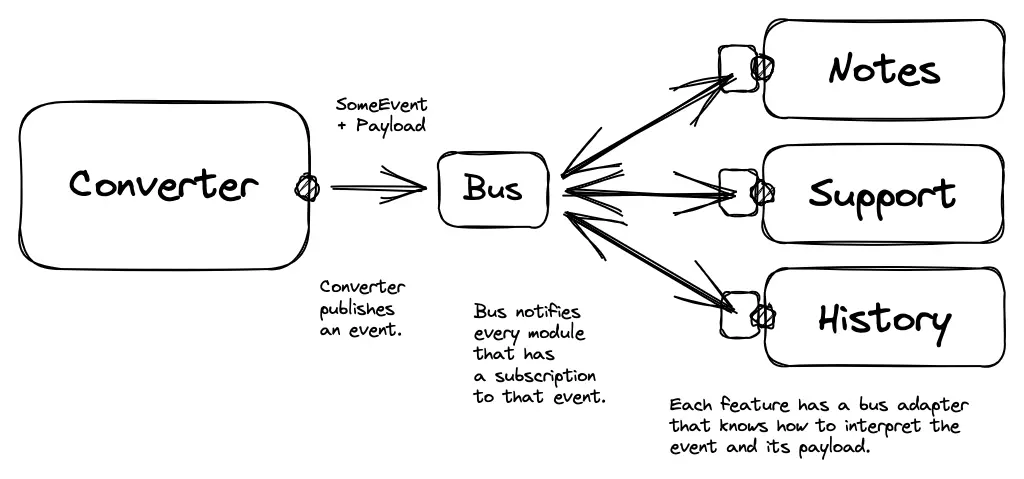 Converter
SomeEvent
+ Payload
Bus
Notes
Support
History
Converter
publishes
an event.
Bus notifies
every module
that has
a subscription
to that event.
Each feature has a bus adapter
that knows how to interpret the
event and its payload.